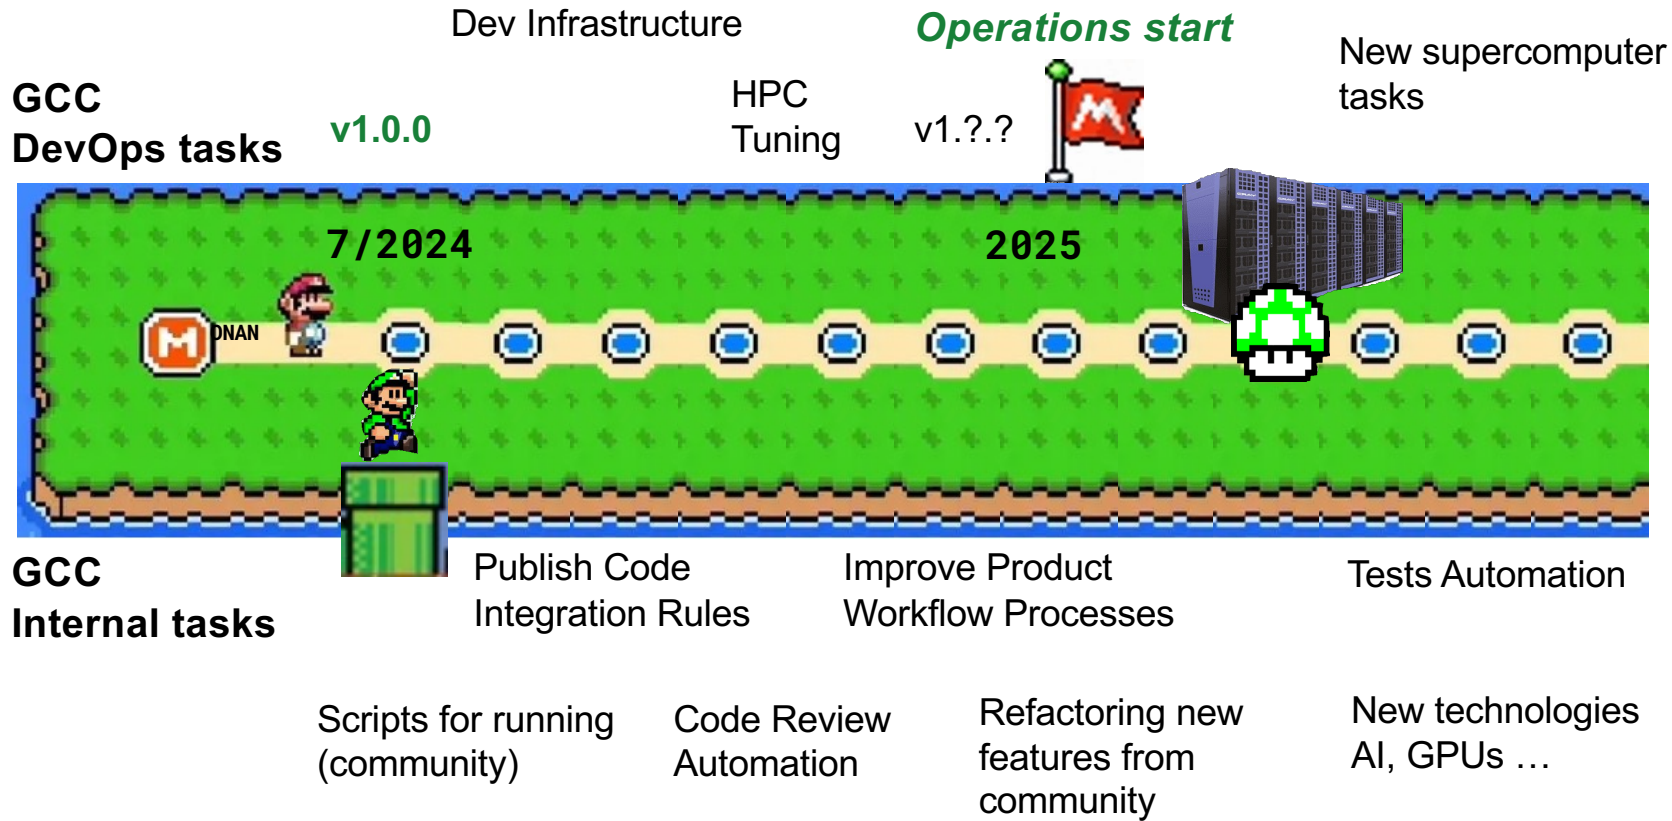 Dev Infrastructure
Operations start
New supercomputer
tasks
GCC
DevOps tasks
v1.0.0
HPC
Tuning
v1.?.?
M
7/2024
2025
M
ONAN
GCC
Internal tasks
Publish Code
Integration Rules
Improve Product
Workflow Processes
Tests Automation
Scripts for running
(community)
Code Review
Automation
Refactoring new
features from
community
New technologies
AI, GPUs …